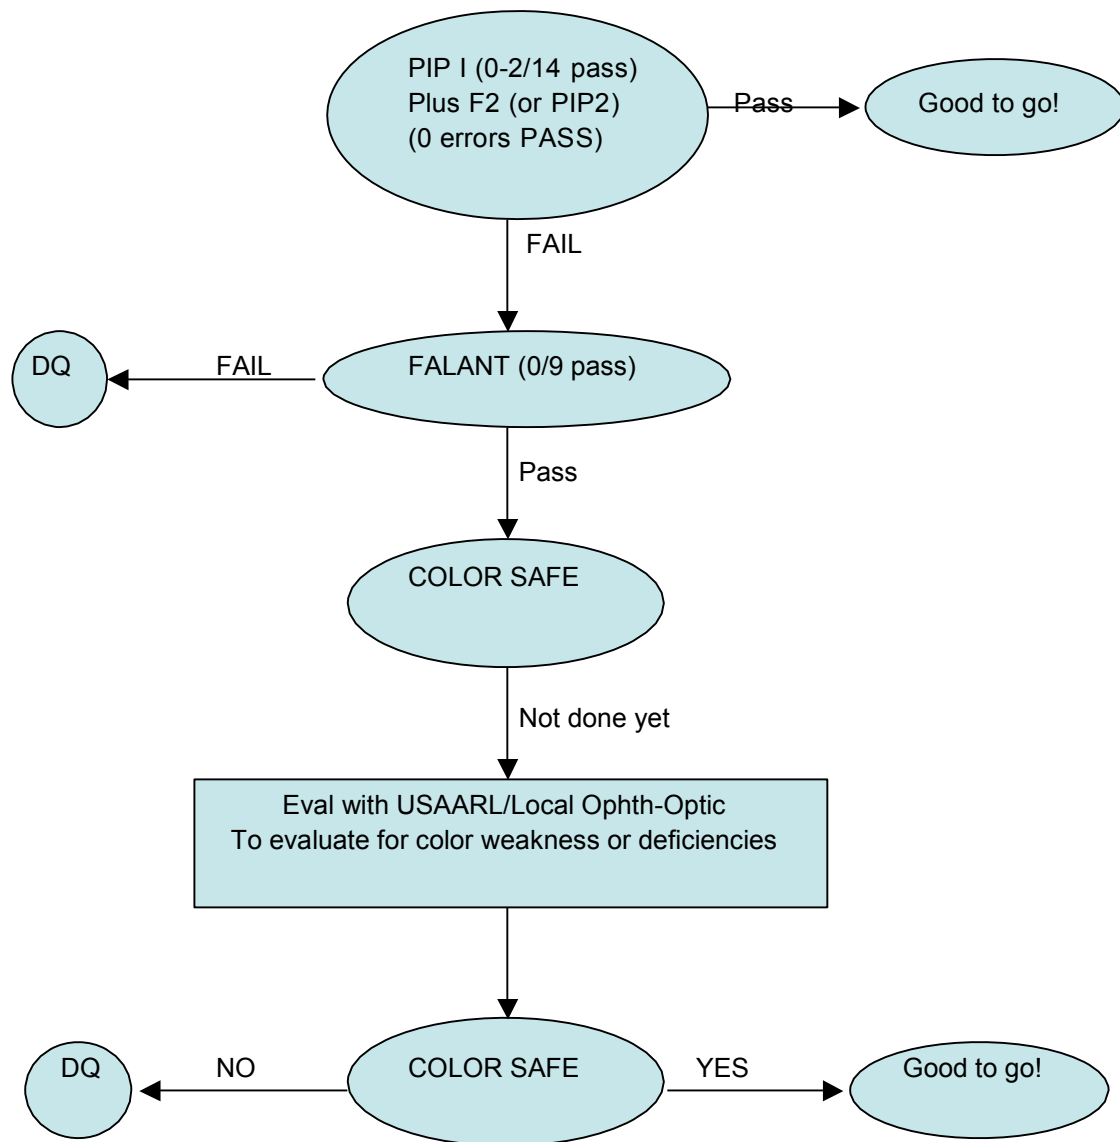 PIP I (0-2/14 pass)
Plus F2 (or PIP2)
(0 errors PASS)
Pass
Good to go!
FAIL
DQ
FAIL
FALANT (0/9 pass)
Pass
COLOR SAFE
Not done yet
Eval with USAARL/Local Ophth-Optic
To evaluate for color weakness or deficiencies
DQ
NO
COLOR SAFE
YES
Good to go!